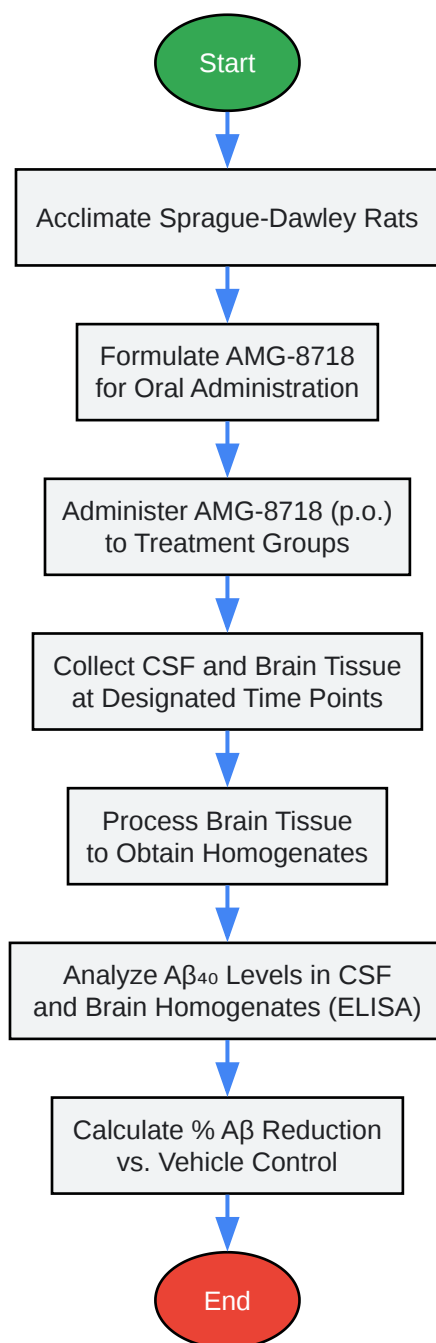 Start
Acclimate Sprague-Dawley Rats
Formulate AMG-8718
for Oral Administration
Administer AMG-8718 (p.o.)
to Treatment Groups
Collect CSF and Brain Tissue
at Designated Time Points
Process Brain Tissue
to Obtain Homogenates
Analyze Aβ₄₀ Levels in CSF
and Brain Homogenates (ELISA)
Calculate % Aβ Reduction
vs. Vehicle Control
End